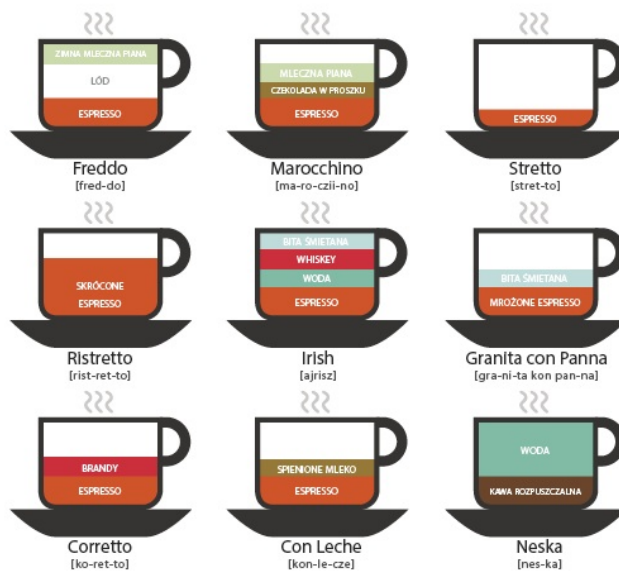 ZIMNA MLECZNA PIANA
LÓD
ESPRESSO
Freddo
[fred-do]
MLECZNA PIANA
CZEKOLADA W PROSZKU
ESPRESSO
Marocchino
[ma-ro-czii-no]
ESPRESSO
Stretto
[stret-to]
SKRÓCONE
ESPRESSO
Ristretto
[rist-ret-to]
BITA ŚMIETANA
WHISKEY
WODA
ESPRESSO
Irish
[ajrisz]
BITA ŚMIETANA
MROŻONE ESPRESSO
Granita con Panna
[gra-ni-ta kon pan-na]
BRANDY
ESPRESSO
Corretto
[ko-ret-to]
SPIENIONE MLEKO
ESPRESSO
Con Leche
[kon-le-cze]
WODA
KAWA ROZPUSZCZALNA
Neska
[nes-ka]